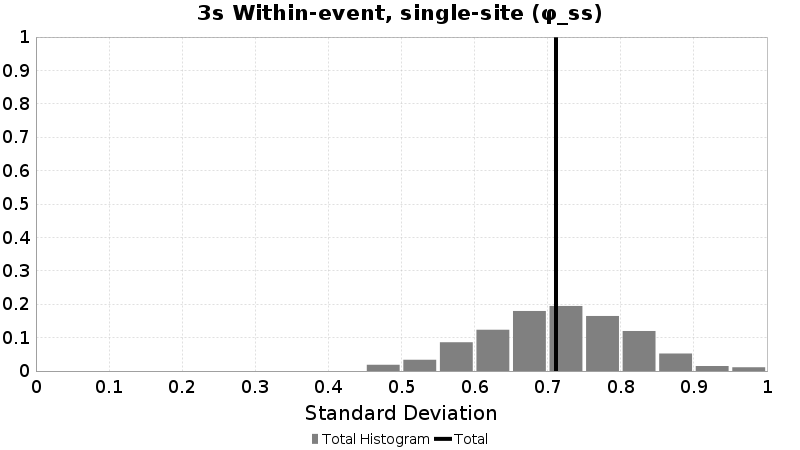 3s Within-event, single-site (φ_ss)
1
0.9
0.8
0.7
0.6
0.5
0.4
0.3
0.2
0.1
0
0 0.1 0.2 0.3 0.4 0.5 0.6 0.7 0.8 0.9 1
Standard Deviation
Total Histogram Total